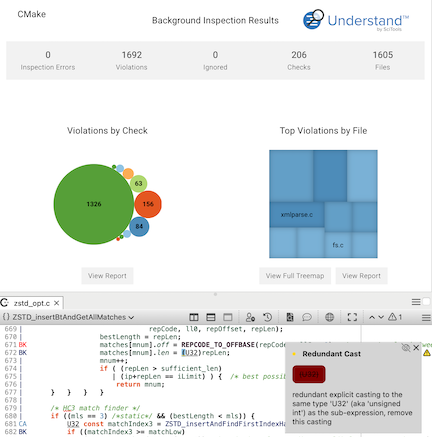 CMake
Background Inspection Results
Understand™
by SciTools
0 1692 0 206 1605
Inspection Errors Violations Ignored Checks Files
Violations by Check
Top Violations by File
1326
63
156
84
xmlparse.c
fs.c
View Report
View Full Treemap
View Report
zstd_opt.c
ZSTD_insertBtAndGetAllMatches
1
669 repCode, ll0, repOffset, repLen);
670 bestLength = repLen;
671 BK matches[mnum].off = REPCODE_TO_OFFBASE(repCo
672 BK matches[mnum].len = (U32)repLen;
673 mnum++;
674 if ( (repLen > sufficient_len)
675 | (ip+repLen == iLimit) ) { /* best possi
676 return mnum;
677 } } } }
678
679 /* HC3 match finder */
680 if ((mls == 3) /*static*/ && (bestLength < mls)) {
681 CA U32 const matchIndex3 = ZSTD_insertAndFindFirstIndexHa
682 BK if ((matchIndex3 >= matchLow)
Redundant Cast
redundant explicit casting to
the same type 'U32' (aka 'unsigned
int') as the sub-expression, remove
this casting